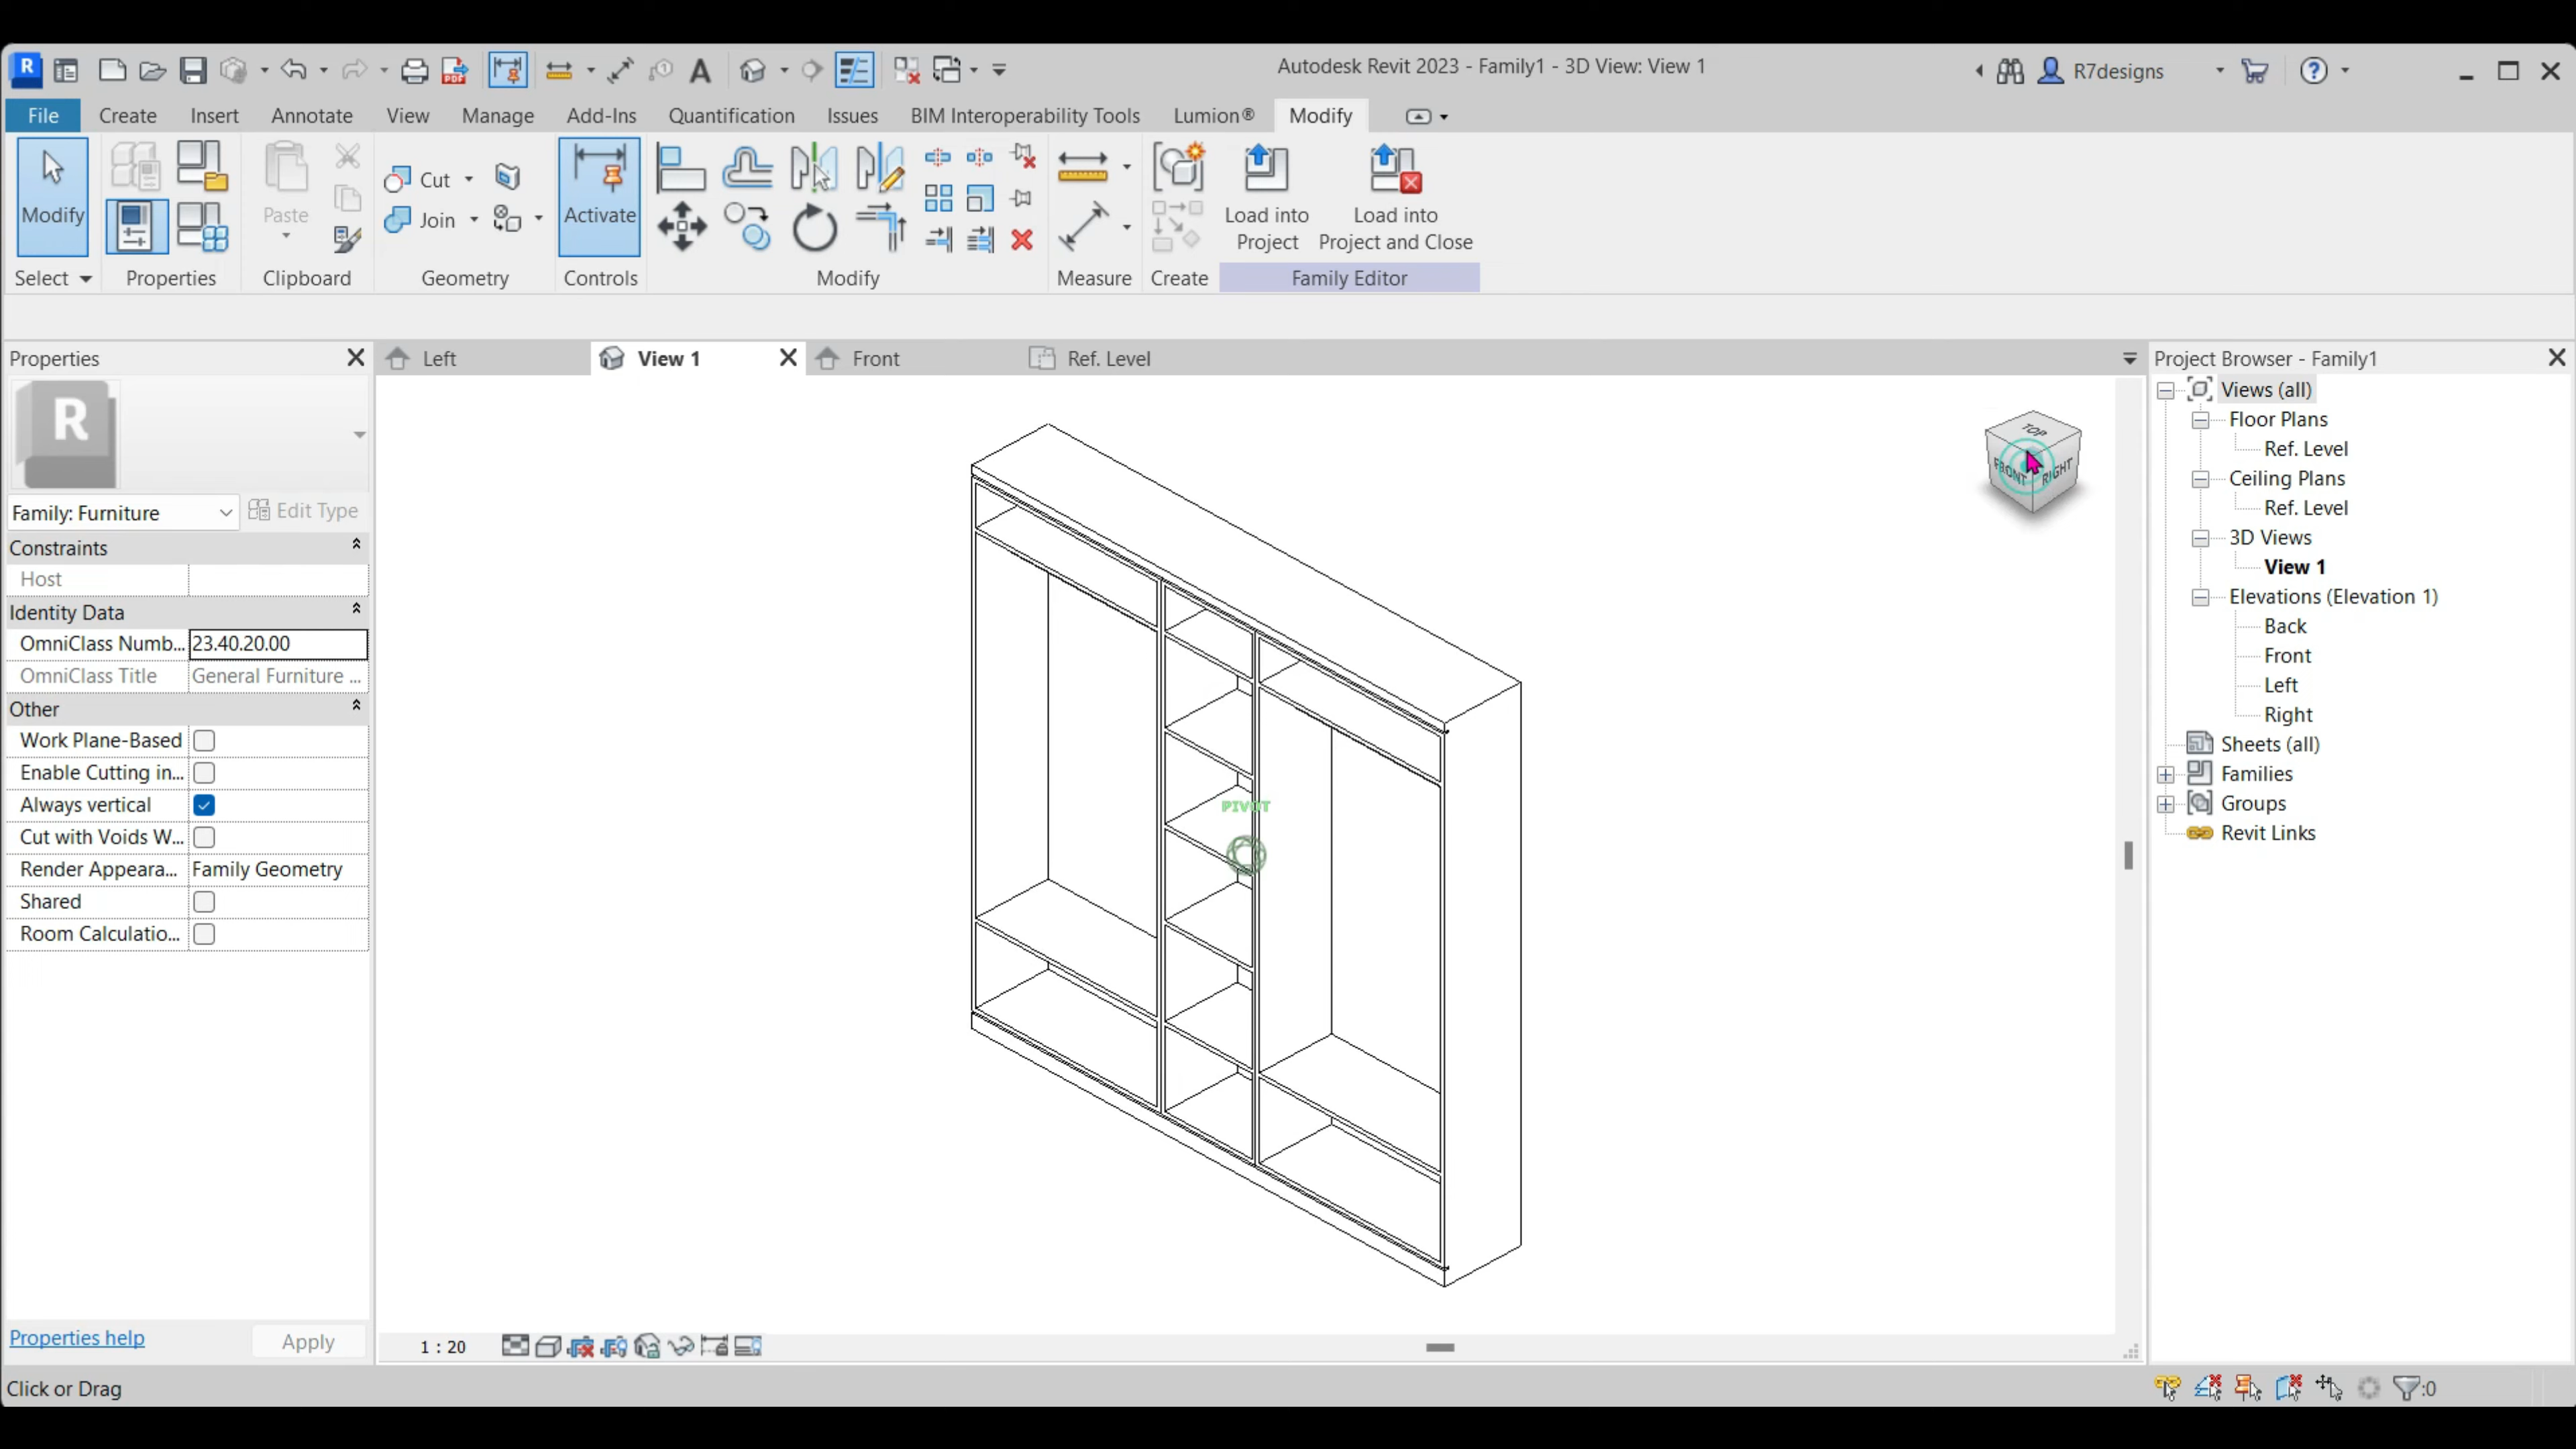 Autodesk Revit 2023 - Family1 - 3D View: View 1
R7designs
File Create Insert Annotate View Manage Add-Ins Quantification Issues BIM Interoperability Tools Lumion® Modify
Modify
Paste
Cut
Join
Activate
Load into Project
Load into Project and Close
Select Properties Clipboard Geometry Controls Modify Measure Create Family Editor
Properties
Left
View 1
Front
Ref. Level
Project Browser - Family1
R
Family: Furniture
Edit Type
Constraints
Host
Identity Data
OmniClass Numb... 23.40.20.00
OmniClass Title General Furniture ...
Other
Work Plane-Based
Enable Cutting in...
Always vertical
Cut with Voids W...
Render Appeara... Family Geometry
Shared
Room Calculatio...
Properties help
Apply
TOP
FRONT
RIGHT
PIVOT
1 : 20
Views (all)
Floor Plans
Ref. Level
Ceiling Plans
Ref. Level
3D Views
View 1
Elevations (Elevation 1)
Back
Front
Left
Right
Sheets (all)
Families
Groups
Revit Links
Click or Drag
:0